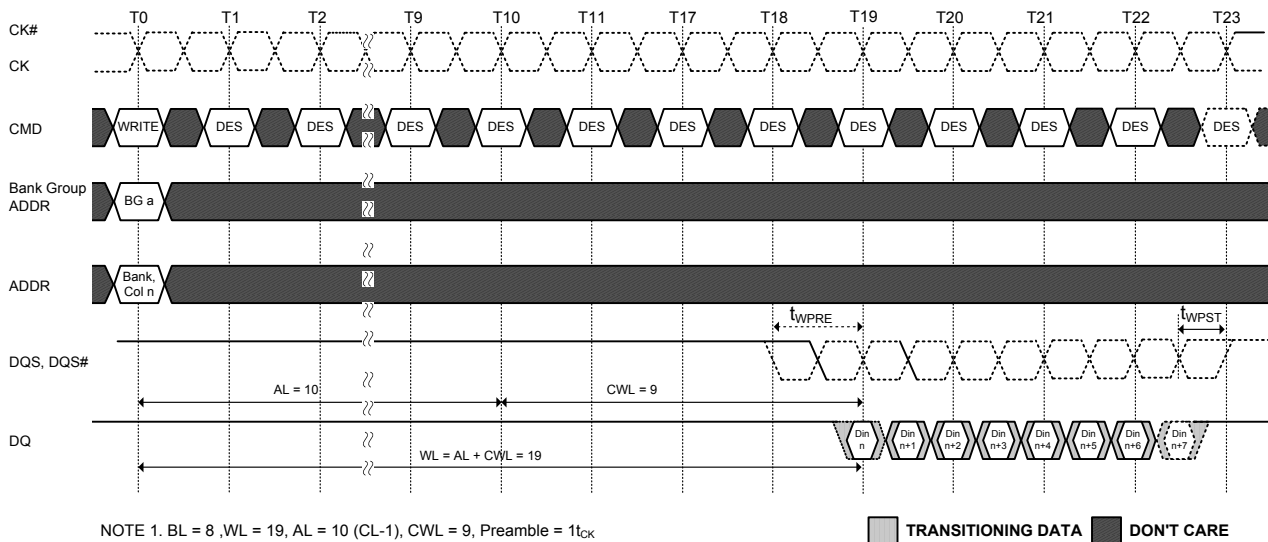 T0 T1 T2 T9 T10 T11 T17 T18 T19 T20 T21 T22 T23
CK#
CK
CMD WRITE DES DES DES DES DES DES DES DES DES DES DES DES
Bank Group
ADDR
BG a
ADDR
Bank,
Col n
tWPRE tWPST
DQS, DQS#
AL = 10 CWL = 9
DQ
Din n Din n+1 Din n+2 Din n+3 Din n+4 Din n+5 Din n+6 Din n+7
WL = AL + CWL = 19
NOTE 1. BL = 8 ,WL = 19, AL = 10 (CL-1), CWL = 9, Preamble = 1tCK
TRANSITIONING DATA DON'T CARE